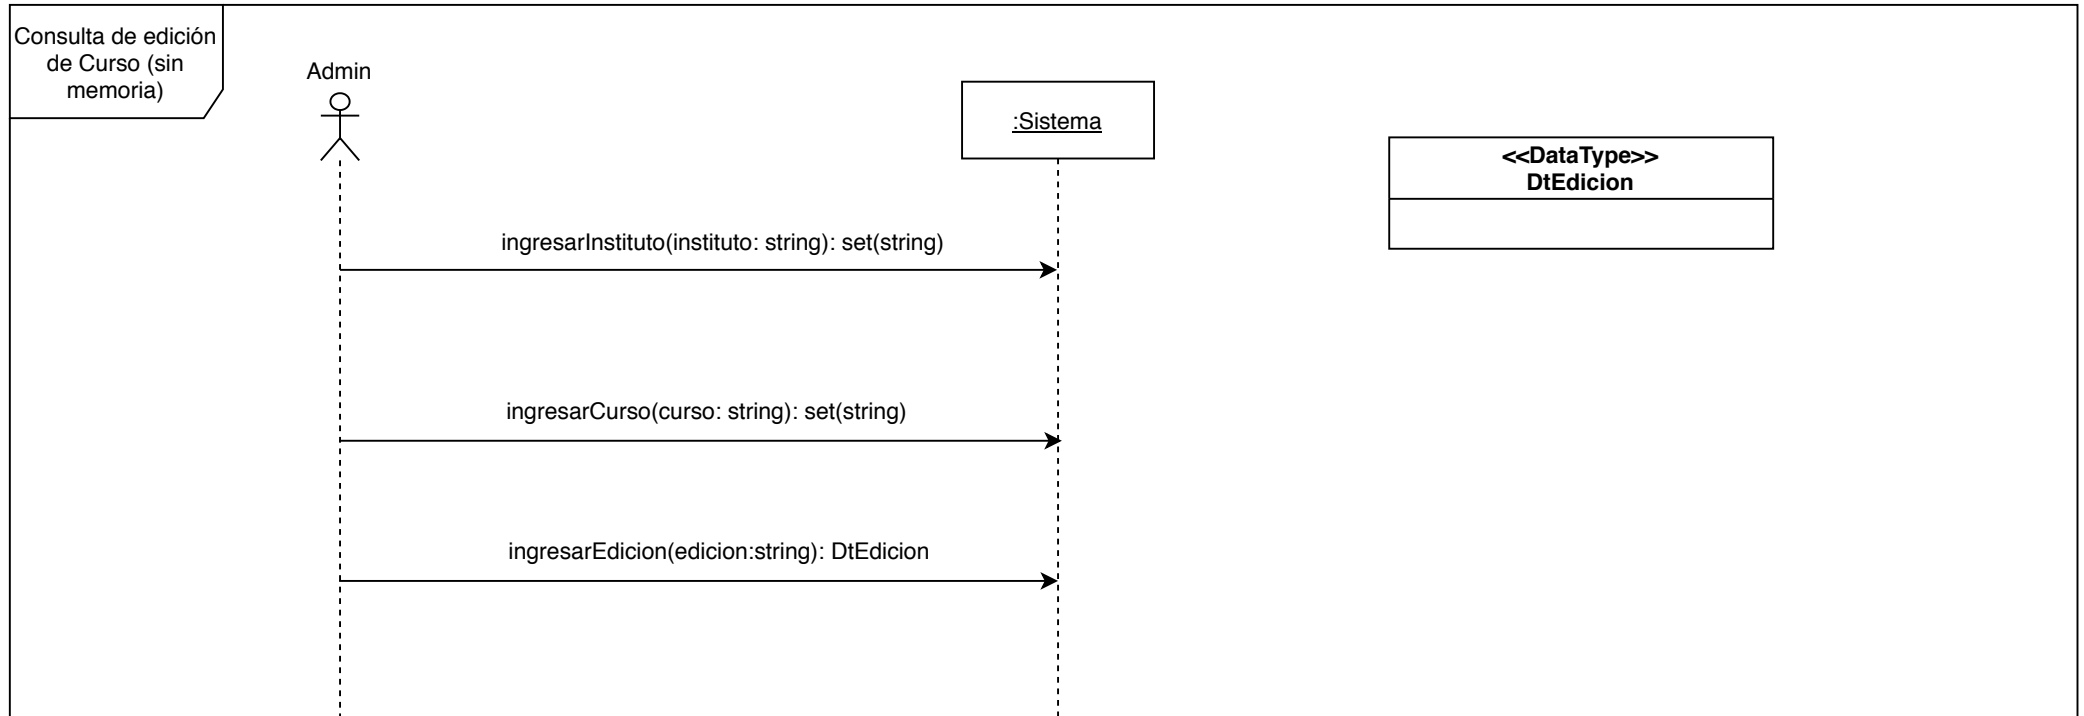 Consulta de edición
de Curso (sin
memoria)
Admin
:Sistema
<<DataType>>
DtEdicion
ingresarInstituto(instituto: string): set(string)
ingresarCurso(curso: string): set(string)
ingresarEdicion(edicion:string): DtEdicion